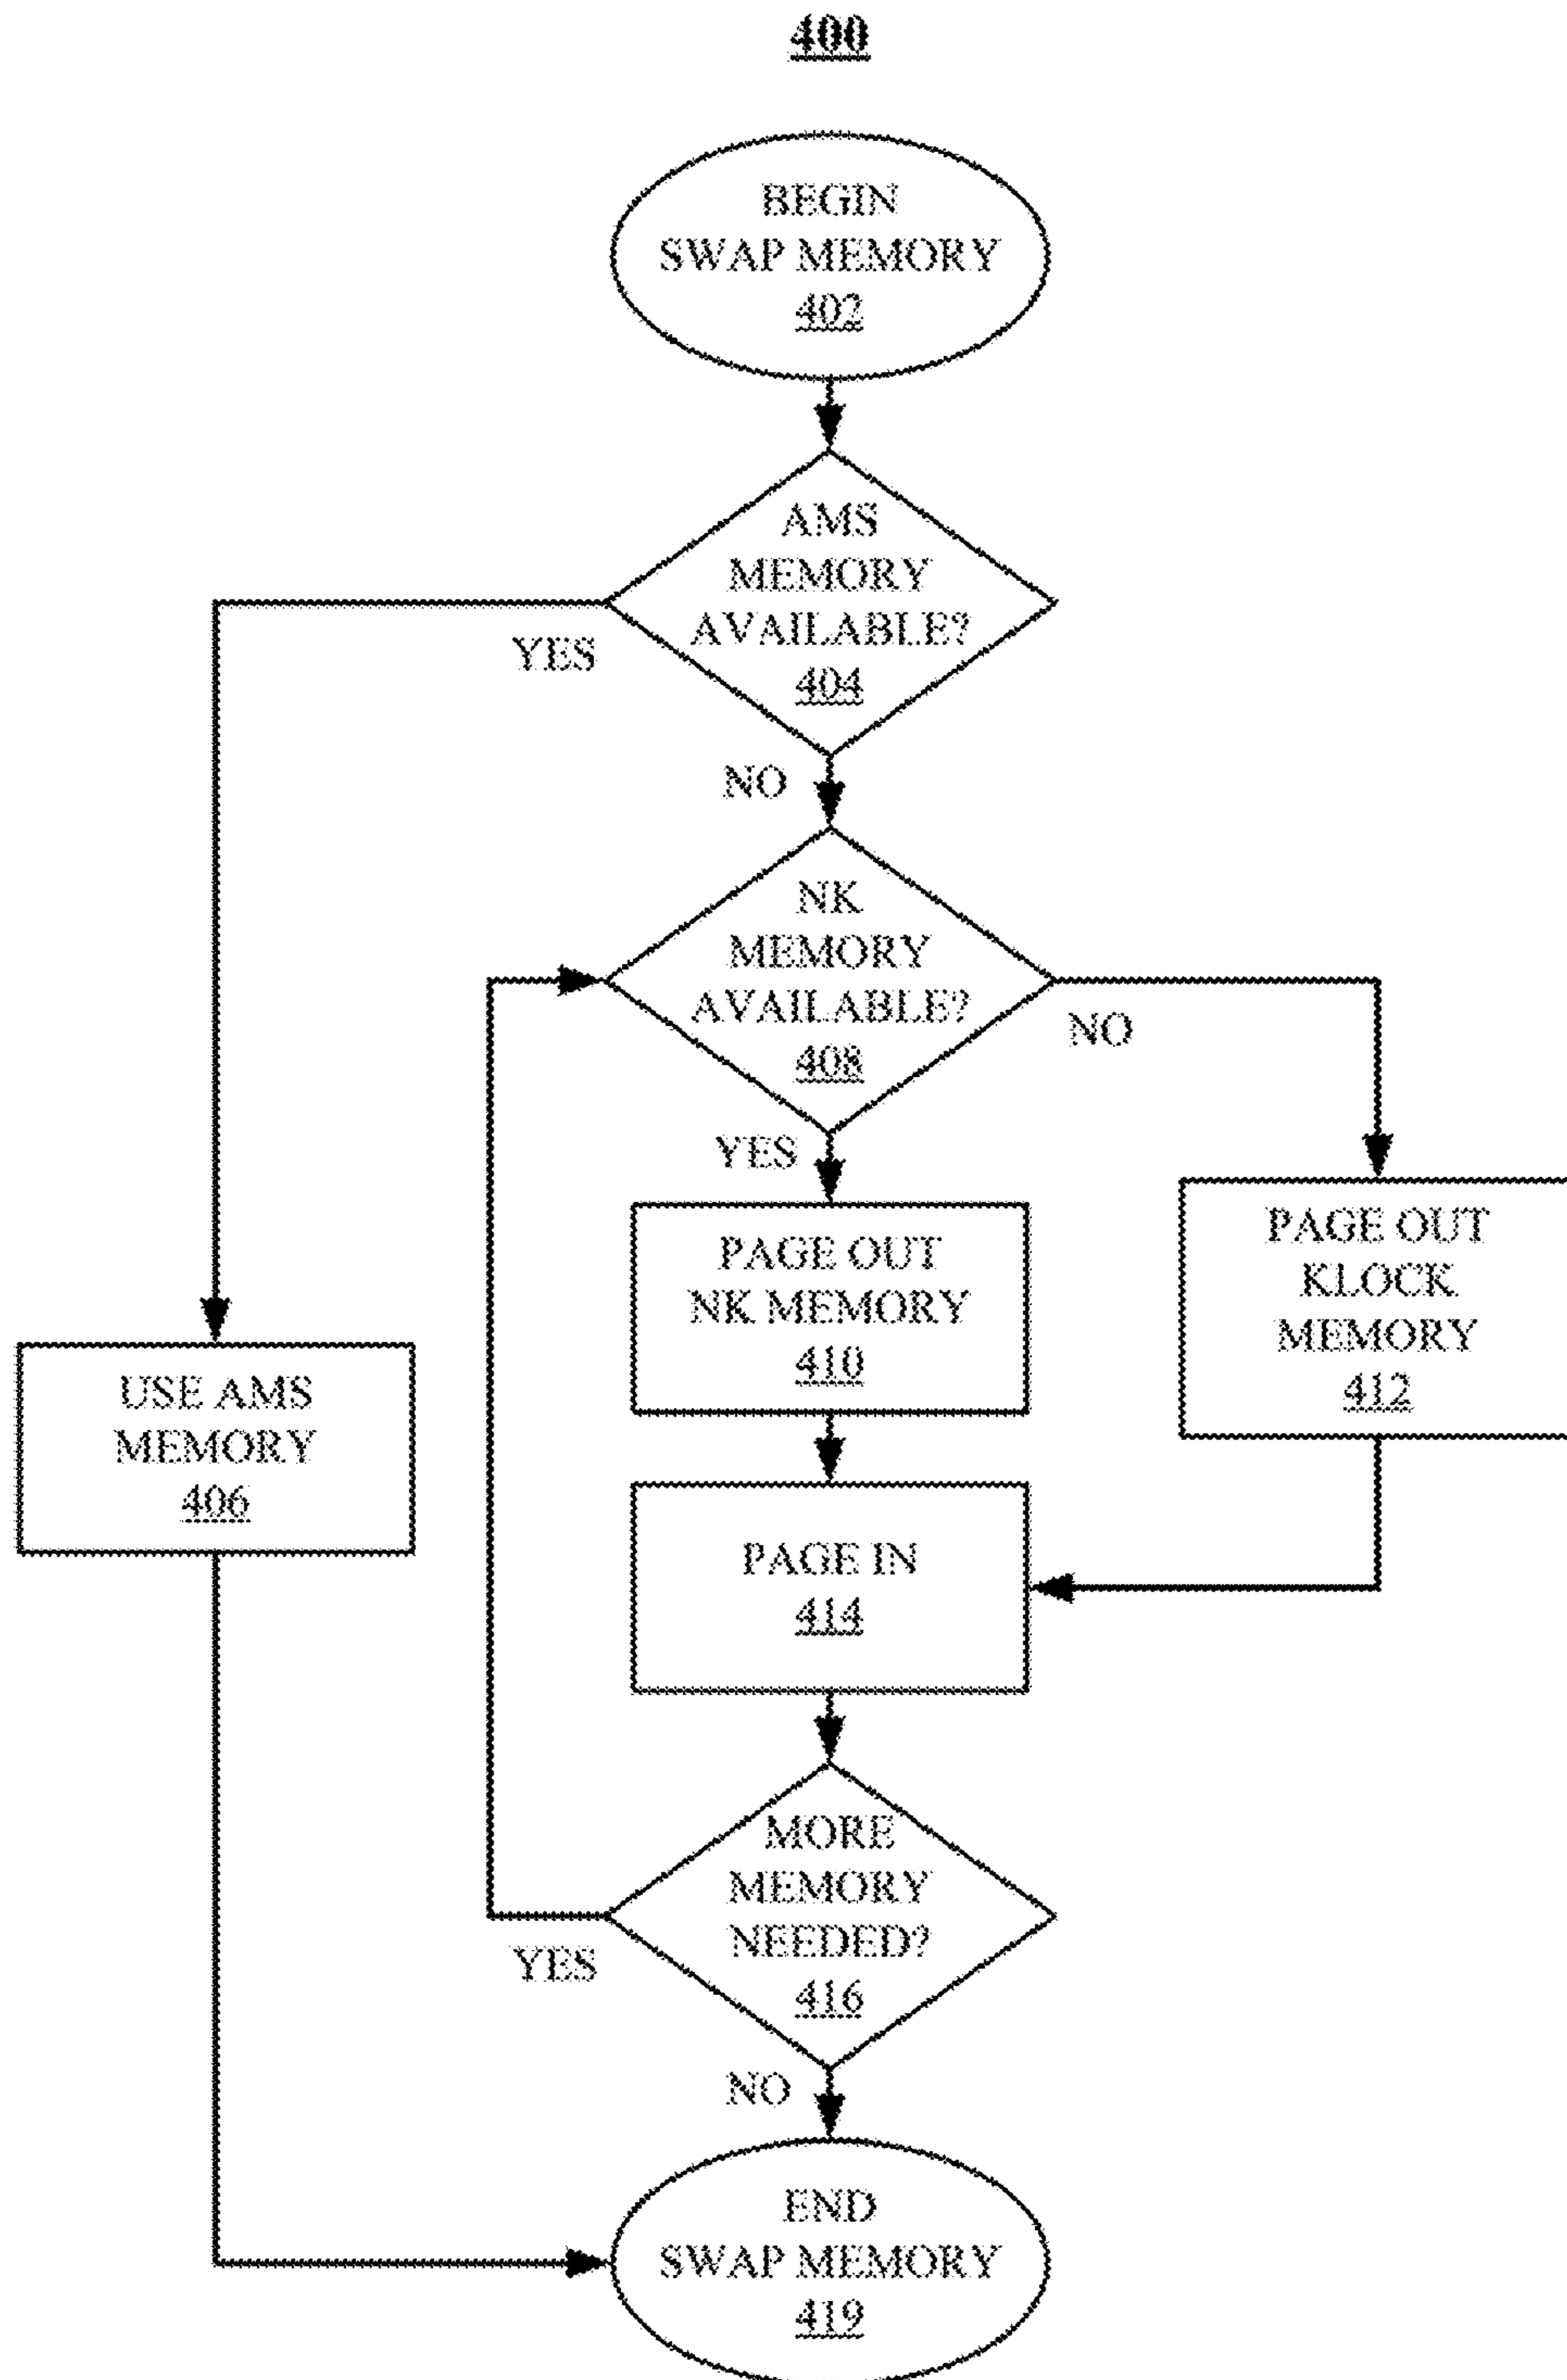 400
BEGIN
SWAP MEMORY
402
AMS
MEMORY
AVAILABLE?
404
YES
NO
NK
MEMORY
AVAILABLE?
408
NO
YES
PAGE OUT
NK MEMORY
410
PAGE OUT
KLOCK
MEMORY
412
USE AMS
MEMORY
406
PAGE IN
414
MORE
MEMORY
NEEDED?
416
YES
NO
END
SWAP MEMORY
419